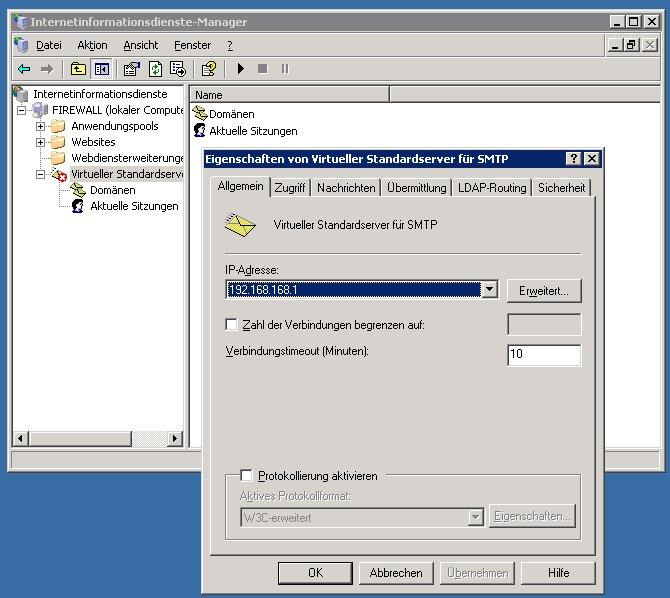 Internetinformationsdienste-Manager
Datei Aktion Ansicht Fenster ?
Internetinformationsdienste
FIREWALL (lokaler Compute
Anwendungspools
Websites
Webdiensterweiterunge
Virtueller Standardserv
Domänen
Aktuelle Sitzungen
Name
Domänen
Aktuelle Sitzungen
Eigenschaften von Virtueller Standardserver für SMTP
Allgemein Zugriff Nachrichten Übermittlung LDAP-Routing Sicherheit
Virtueller Standardserver für SMTP
IP-Adresse:
192.168.168.1 Erweitert...
Zahl der Verbindungen begrenzen auf:
Verbindungstimeout (Minuten): 10
Protokollierung aktivieren
Aktives Protokollformat:
W3C-erweitert Eigenschaften...
OK Abbrechen Übernehmen Hilfe